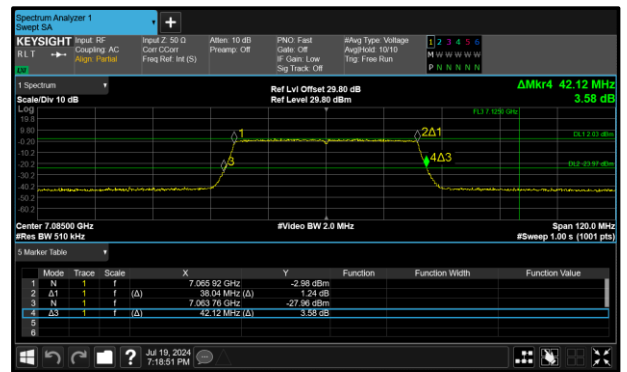 Spectrum Analyzer 1
Swept SA
+
KEYSIGHT
RLT
Input: RF
Coupling: AC
Align: Partial
Input Z: 50 Ω
Corr CCorr
Freq Ref: Int (S)
Atten: 10 dB
Preamp: Off
PNO: Fast
Gate: Off
IF Gain: Low
Sig Track: Off
#Avg Type: Voltage
Avg|Hold: 10/10
Trig: Free Run
1 2 3 4 5 6
M W W W W W
P N N N N N
LW
1 Spectrum
Scale/Div 10 dB
Ref Lvl Offset 29.80 dB
Ref Level 29.80 dBm
ΔMkr4 42.12 MHz
3.58 dB
Log
19.8
9.80
-0.20
-10.2
-20.2
-30.2
-40.2
-50.2
-60.2
FL3 7.1250 GHz
DL1 2.03 dBm
DL2 -23.97 dBm
1
2Δ1
3
4Δ3
Center 7.08500 GHz
#Res BW 510 kHz
#Video BW 2.0 MHz
Span 120.0 MHz
#Sweep 1.00 s (1001 pts)
5 Marker Table
Mode Trace Scale X Y Function Function Width Function Value
1 N 1 f 7.065 92 GHz -2.98 dBm
2 Δ1 1 f (Δ) 38.04 MHz (Δ) 1.24 dB
3 N 1 f 7.063 76 GHz -27.96 dBm
4 Δ3 1 f (Δ) 42.12 MHz (Δ) 3.58 dB
5
6
?
Jul 19, 2024
7:18:51 PM